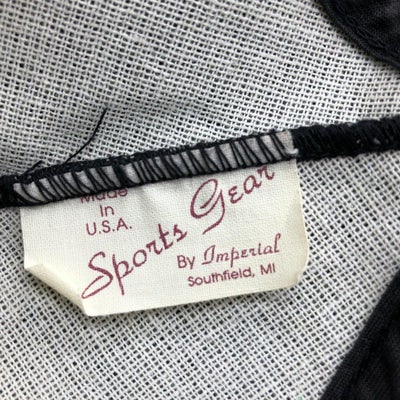 Made
In
U.S.A.
Sports Gear
By Imperial
Southfield, MI